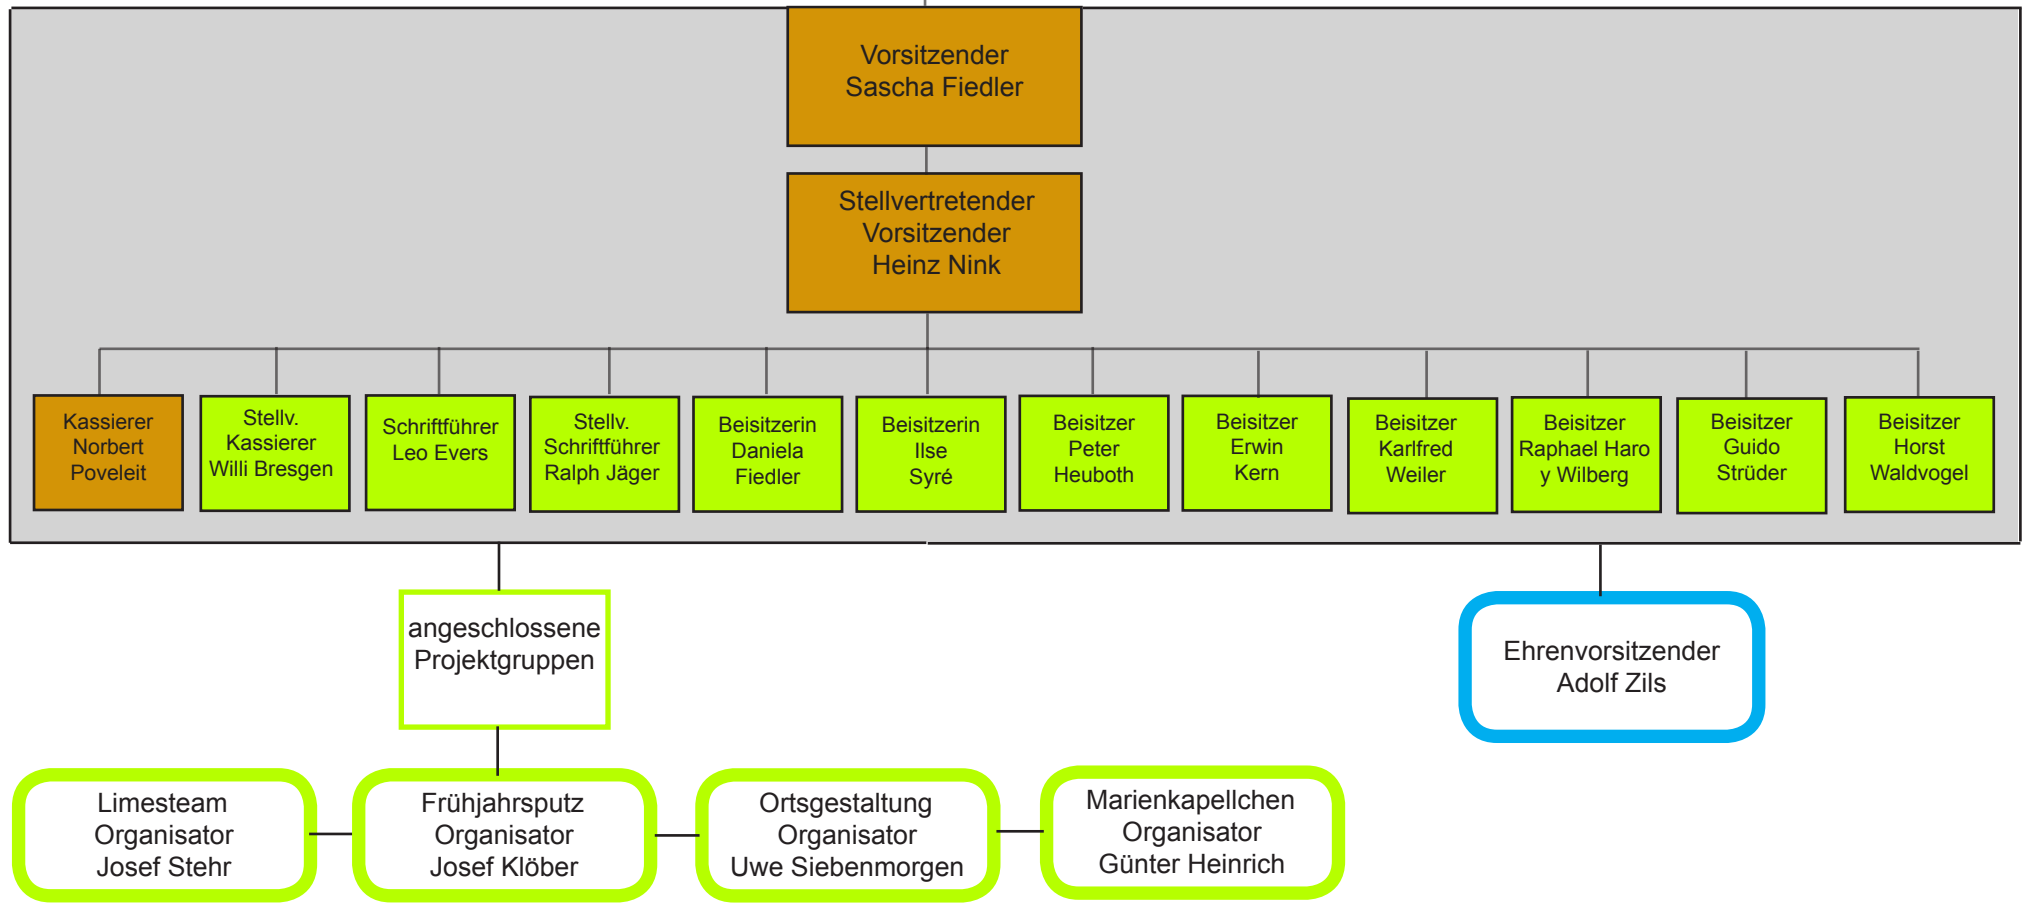 Vorsitzender
Sascha Fiedler
Stellvertretender
Vorsitzender
Heinz Nink
Kassierer
Norbert
Poveleit
Stellv.
Kassierer
Willi Bresgen
Schriftführer
Leo Evers
Stellv.
Schriftführer
Ralph Jäger
Beisitzerin
Daniela
Fiedler
Beisitzerin
Ilse
Syré
Beisitzer
Peter
Heuboth
Beisitzer
Erwin
Kern
Beisitzer
Karlfred
Weiler
Beisitzer
Raphael Haro
y Wilberg
Beisitzer
Guido
Strüder
Beisitzer
Horst
Waldvogel
angeschlossene
Projektgruppen
Ehrenvorsitzender
Adolf Zils
Limesteam
Organisator
Josef Stehr
Frühjahrsputz
Organisator
Josef Klöber
Ortsgestaltung
Organisator
Uwe Siebenmorgen
Marienkapellchen
Organisator
Günter Heinrich